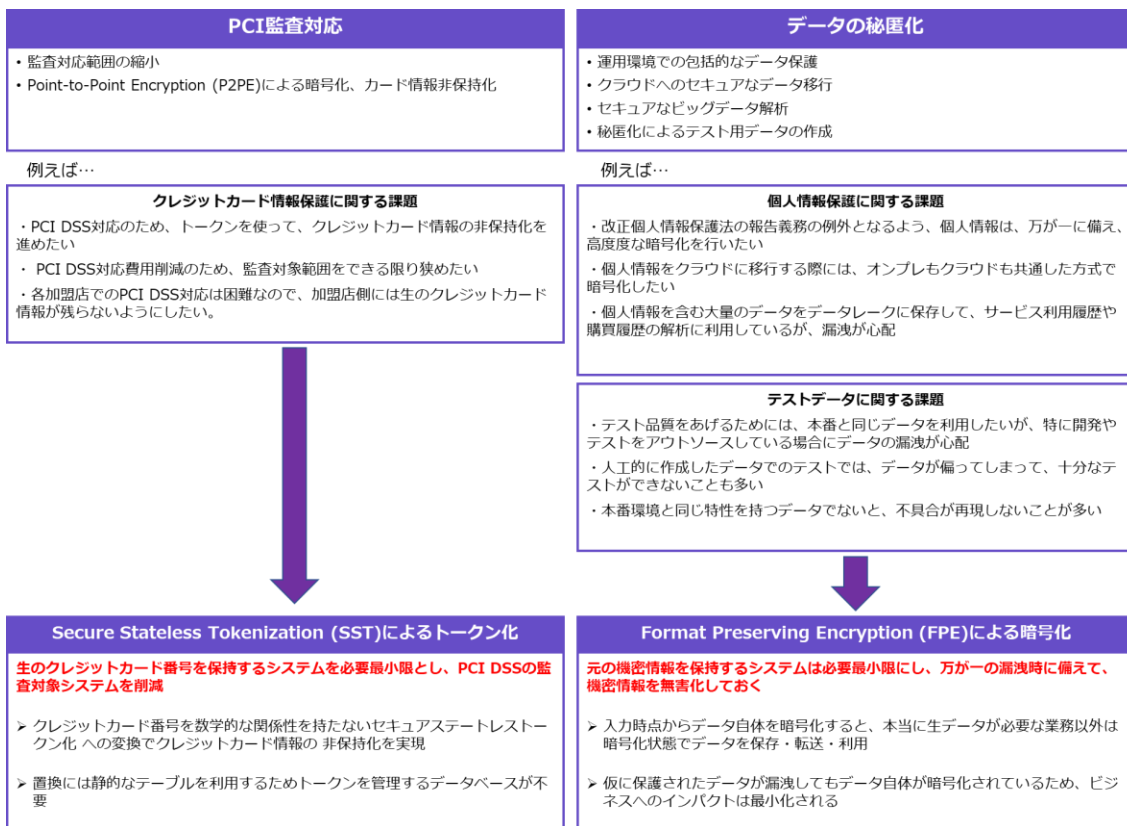 PCI監査対応
• 監査対応範囲の縮小
• Point-to-Point Encryption (P2PE)による暗号化、カード情報非保持化
例えば…
クレジットカード情報保護に関する課題
・PCI DSS対応のため、トークンを使って、クレジットカード情報の非保持化を
進めたい
・ PCI DSS対応費用削減のため、監査対象範囲をできる限り狭めたい
・各加盟店でのPCI DSS対応は困難なので、加盟店側には生のクレジットカード
情報が残らないようにしたい。
Secure Stateless Tokenization (SST)によるトークン化
生のクレジットカード番号を保持するシステムを必要最小限とし、PCI DSSの監
査対象システムを削減
➢ クレジットカード番号を数学的な関係性を持たないセキュアステートレストー
クン化 への変換でクレジットカード情報の 非保持化を実現
➢ 置換には静的なテーブルを利用するためトークンを管理するデータベースが不
要
データの秘匿化
• 運用環境での包括的なデータ保護
• クラウドへのセキュアなデータ移行
• セキュアなビッグデータ解析
• 秘匿化によるテスト用データの作成
例えば…
個人情報保護に関する課題
・改正個人情報保護法の報告義務の例外となるよう、個人情報は、万が一に備え、
高度度な暗号化を行いたい
・個人情報をクラウドに移行する際には、オンプレもクラウドも共通した方式で
暗号化したい
・個人情報を含む大量のデータをデータレークに保存して、サービス利用履歴や
購買履歴の解析に利用しているが、漏洩が心配
テストデータに関する課題
・テスト品質をあげるためには、本番と同じデータを利用したいが、特に開発や
テストをアウトソースしている場合にデータの漏洩が心配
・人工的に作成したデータでのテストでは、データが偏ってしまって、十分なテ
ストができないことも多い
・本番環境と同じ特性を持つデータでないと、不具合が再現しないことが多い
Format Preserving Encryption (FPE)による暗号化
元の機密情報を保持するシステムは必要最小限にし、万が一の漏洩時に備えて、
機密情報を無害化しておく
➢ 入力時点からデータ自体を暗号化すると、本当に生データが必要な業務以外は
暗号化状態でデータを保存・転送・利用
➢ 仮に保護されたデータが漏洩してもデータ自体が暗号化されているため、ビジ
ネスへのインパクトは最小化される